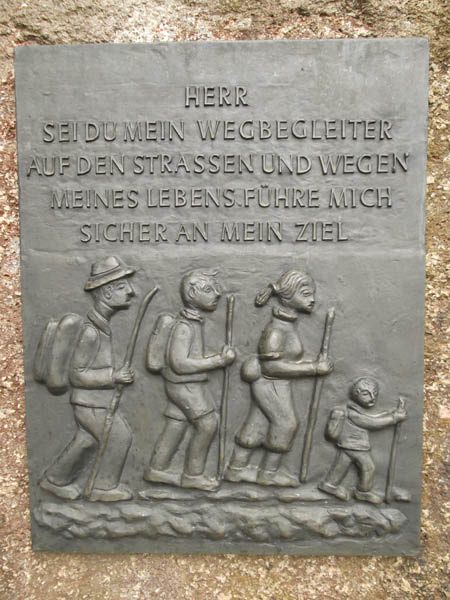 HERR
SEI DU MEIN WEGBEGLEITER
AUF DEN STRASSEN UND WEGEN
MEINES LEBENS. FÜHRE MICH
SICHER AN MEIN ZIEL